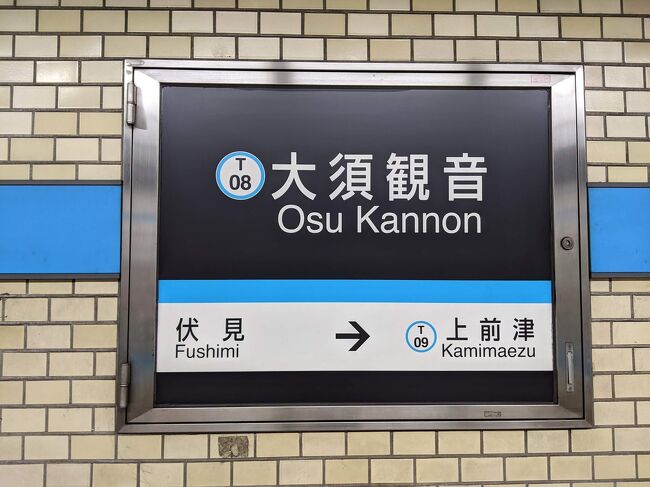 T
08
大須観音
Osu Kannon
伏見
Fushimi
→
T
09
上前津
Kamimaezu